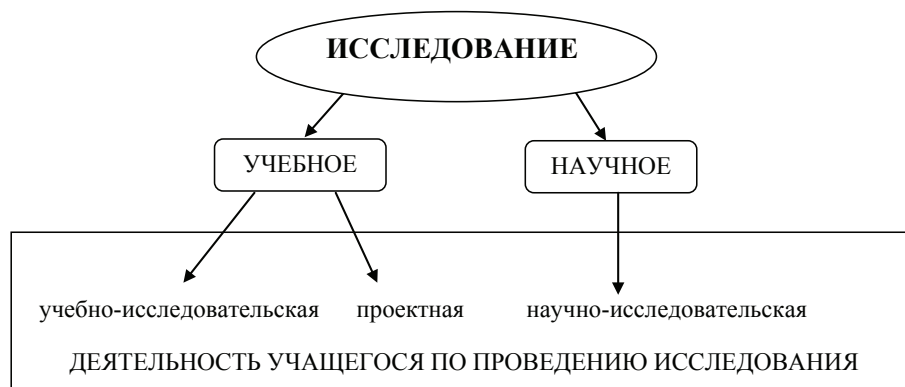 ИССЛЕДОВАНИЕ
УЧЕБНОЕ
НАУЧНОЕ
учебно-исследовательская
проектная
научно-исследовательская
ДЕЯТЕЛЬНОСТЬ УЧАЩЕГОСЯ ПО ПРОВЕДЕНИЮ ИССЛЕДОВАНИЯ